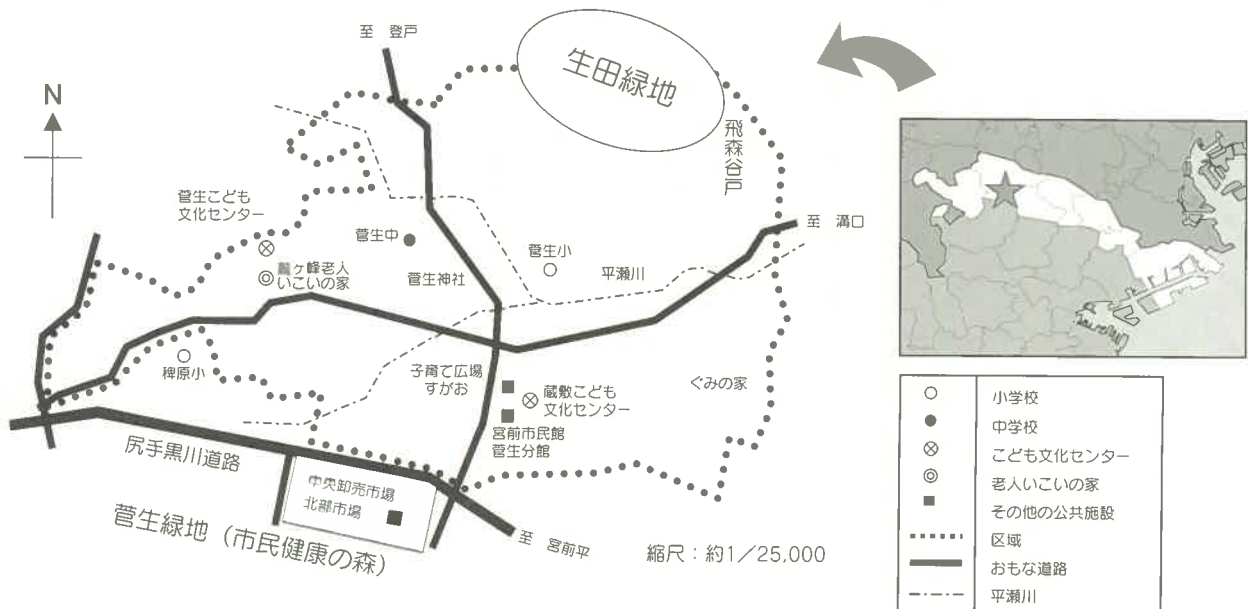 至 登戸
生田緑地
N
飛森谷戸
菅生こども
文化センター
至 溝口
菅生中
菅生小
鷲ヶ峰老人
いこいの家
菅生神社
平瀬川
稗原小
子育て広場
すがお
蔵敷こども
文化センター
ぐみの家
宮前市民館
菅生分館
尻手黒川道路
中央卸売市場
北部市場
菅生緑地（市民健康の森）
至 宮前平
縮尺：約1／25,000
小学校
中学校
こども文化センター
老人いこいの家
その他の公共施設
区域
おもな道路
平瀬川